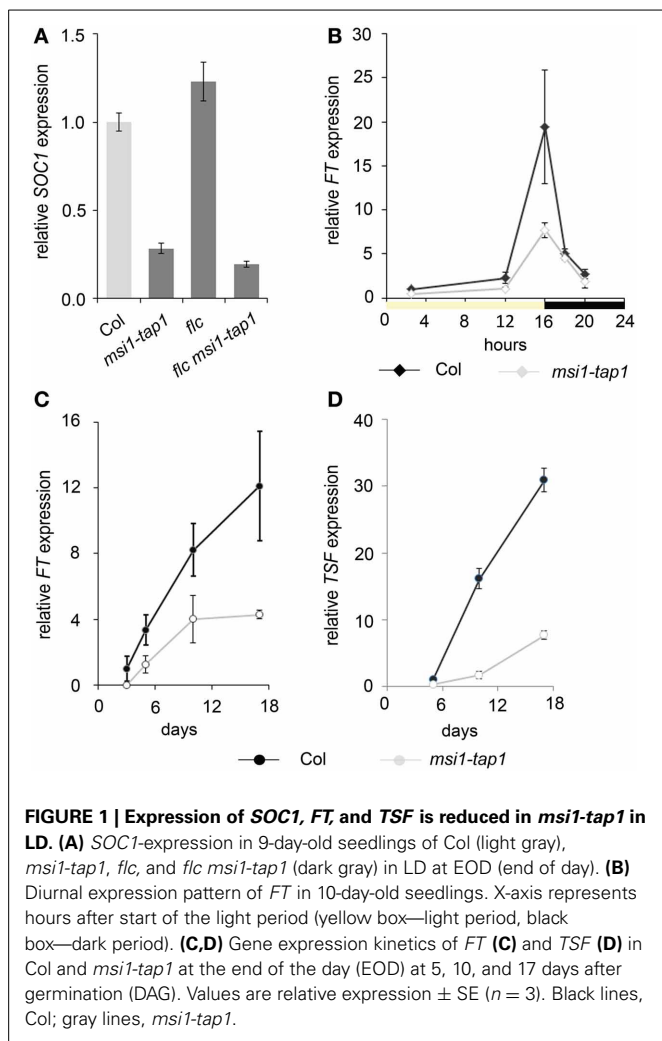 A
relative SOC1 expression
1.5
1.0
0.5
0.0
Col
msi1-tap1
flc
flc msi1-tap1
B
relative FT expression
30
25
20
15
10
5
0
0 4 8 12 16 20 24
hours
Col msi1-tap1
C
relative FT expression
16
12
8
4
0
0 6 12 18
days
D
relative TSF expression
40
30
20
10
0
0 6 12 18
days
Col msi1-tap1
FIGURE 1 | Expression of SOC1, FT, and TSF is reduced in msi1-tap1 in
LD. (A) SOC1-expression in 9-day-old seedlings of Col (light gray),
msi1-tap1, flc, and flc msi1-tap1 (dark gray) in LD at EOD (end of day). (B)
Diurnal expression pattern of FT in 10-day-old seedlings. X-axis represents
hours after start of the light period (yellow box—light period, black
box—dark period). (C,D) Gene expression kinetics of FT (C) and TSF (D) in
Col and msi1-tap1 at the end of the day (EOD) at 5, 10, and 17 days after
germination (DAG). Values are relative expression ± SE (n = 3). Black lines,
Col; gray lines, msi1-tap1.